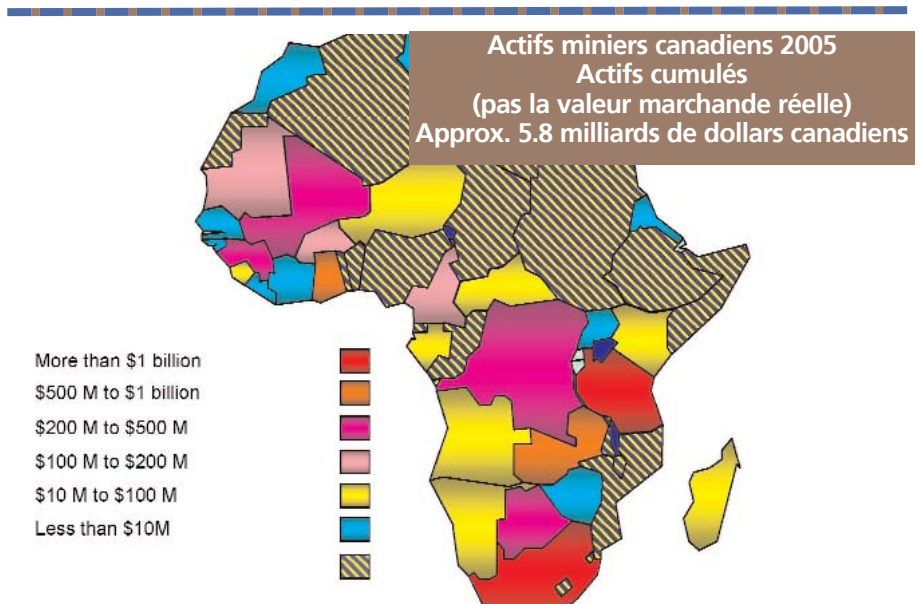 Actifs miniers canadiens 2005
Actifs cumulés
(pas la valeur marchande réelle)
Approx. 5.8 milliards de dollars canadiens
More than $1 billion
$500 M to $1 billion
$200 M to $500 M
$100 M to $200 M
$10 M to $100 M
Less than $10M